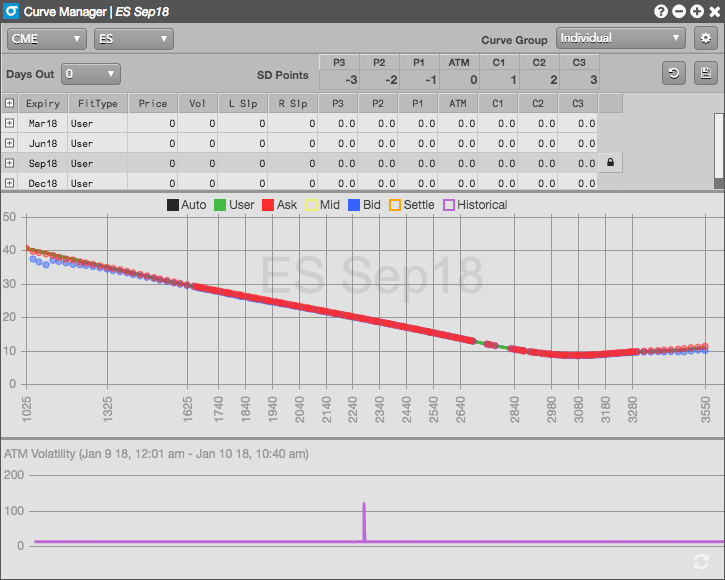 Curve Manager | ES Sep18
CME ES Curve Group Individual
P3 P2 P1 ATM C1 C2 C3
Days Out 0 SD Points -3 -2 -1 0 1 2 3
Expiry FitType Price Vol L Slp R Slp P3 P2 P1 ATM C1 C2 C3
Mar18 User 0 0 0 0 0.0 0.0 0.0 0.0 0.0 0.0 0.0
Jun18 User 0 0 0 0 0.0 0.0 0.0 0.0 0.0 0.0 0.0
Sep18 User 0 0 0 0 0.0 0.0 0.0 0.0 0.0 0.0 0.0
Dec18 User 0 0 0 0 0.0 0.0 0.0 0.0 0.0 0.0 0.0
Auto User Ask Mid Bid Settle Historical
50
40
30
20
10
0
ES Sep18
1025 1325 1625 1740 1840 1940 2040 2140 2240 2340 2440 2540 2640 2840 2980 3080 3180 3280 3550
ATM Volatility (Jan 9 18, 12:01 am - Jan 10 18, 10:40 am)
200
100
0